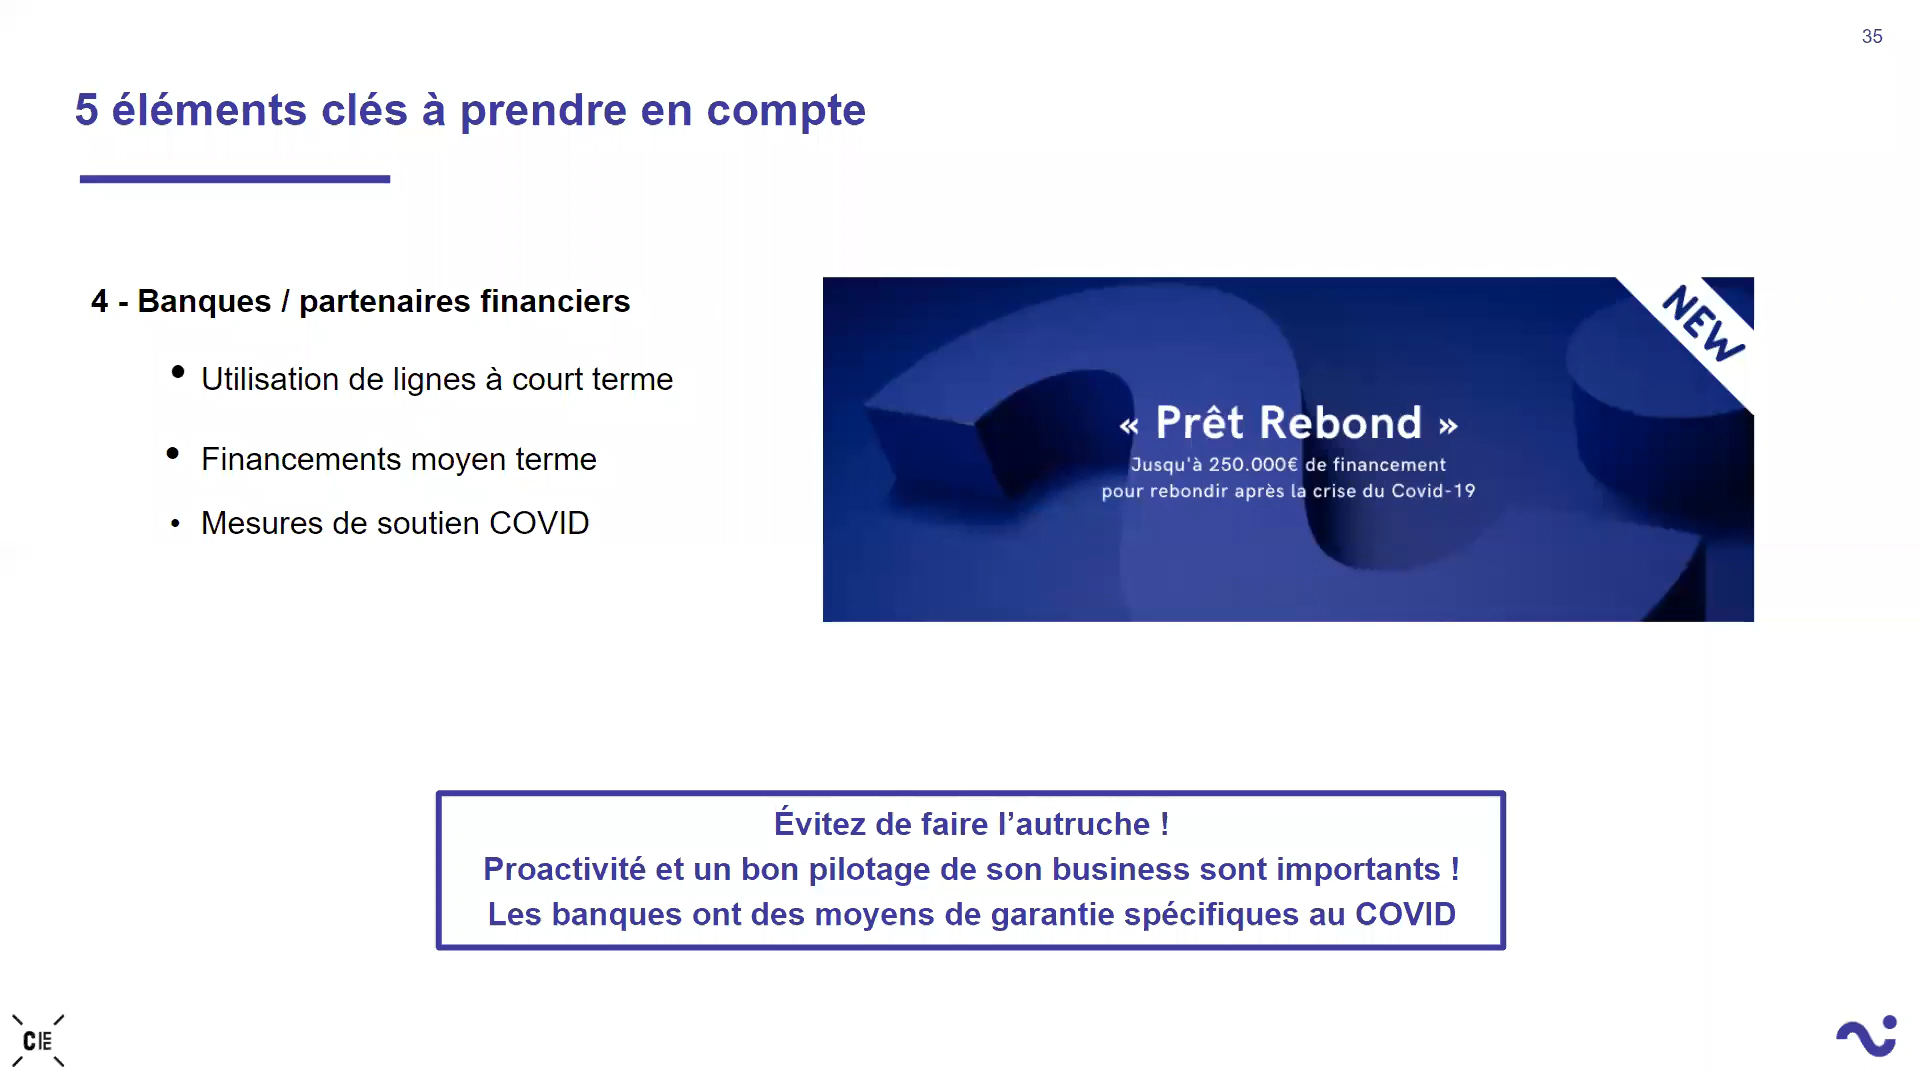 35
5 éléments clés à prendre en compte
4 - Banques / partenaires financiers
• Utilisation de lignes à court terme
• Financements moyen terme
• Mesures de soutien COVID
NEW
« Prêt Rebond »
Jusqu'à 250.000€ de financement
pour rebondir après la crise du Covid-19
Évitez de faire l’autruche !
Proactivité et un bon pilotage de son business sont importants !
Les banques ont des moyens de garantie spécifiques au COVID